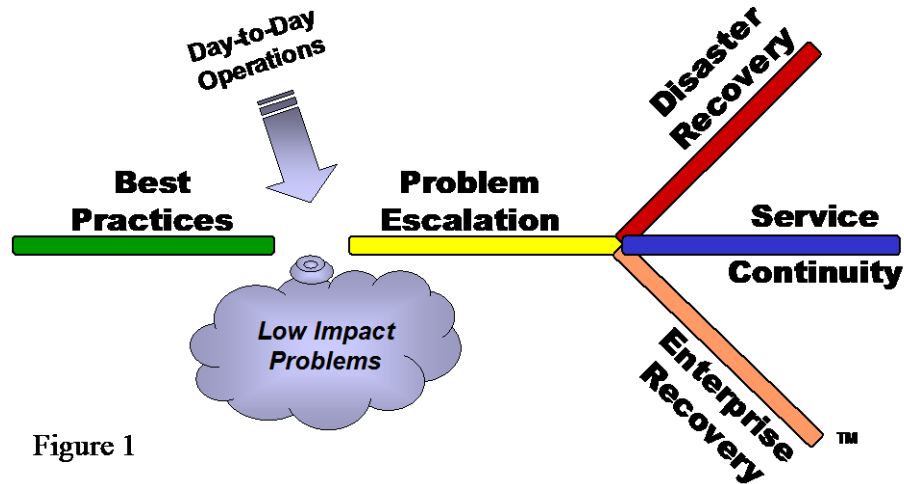 Day-to-Day
Operations
Disaster
Recovery
Best
Practices
Problem
Escalation
Service
Continuity
Low Impact
Problems
Enterprise
Recovery
TM
Figure 1